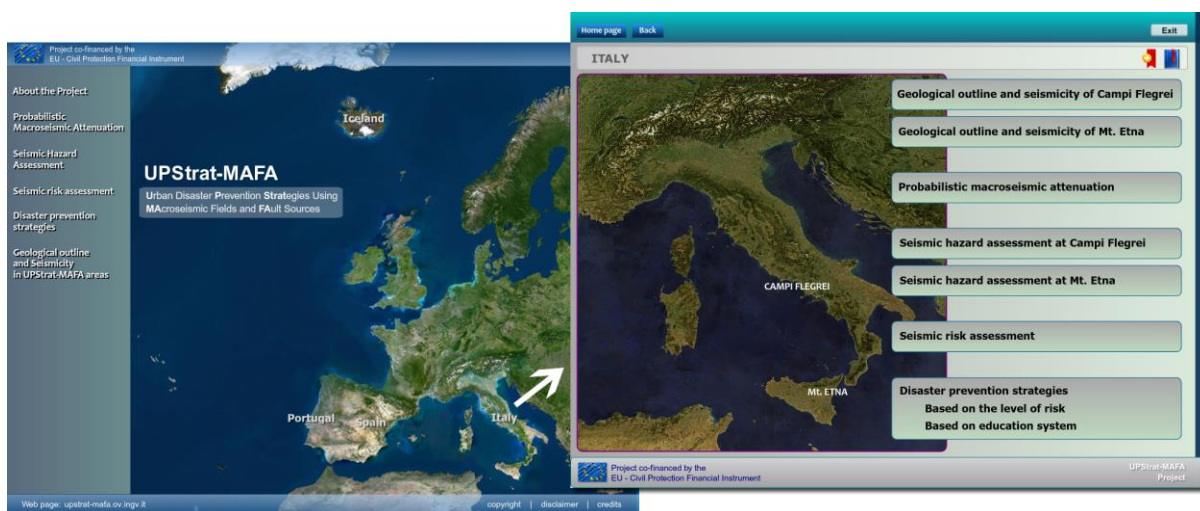 Project co-financed by the
EU - Civil Protection Financial Instrument
About the Project
Probabilistic
Macroseismic Attenuation
Seismic Hazard
Assessment
Seismic risk assessment
Disaster prevention
strategies
Geological outline
and Seismicity
in UPStrat-MAFA areas
Iceland
UPStrat-MAFA
Urban Disaster Prevention Strategies Using
MAcroseismic Fields and FAult Sources
Portugal
Spain
Italy
Web page: upstrat-mafa.ov.ingv.it
copyright | disclaimer | credits
Home page Back Exit
ITALY
Geological outline and seismicity of Campi Flegrei
Geological outline and seismicity of Mt. Etna
Probabilistic macroseismic attenuation
Seismic hazard assessment at Campi Flegrei
Seismic hazard assessment at Mt. Etna
Seismic risk assessment
Disaster prevention strategies
Based on the level of risk
Based on education system
CAMPI FLEGREI
Mt. ETNA
Project co-financed by the
EU - Civil Protection Financial Instrument
UPStrat-MAFA
Project